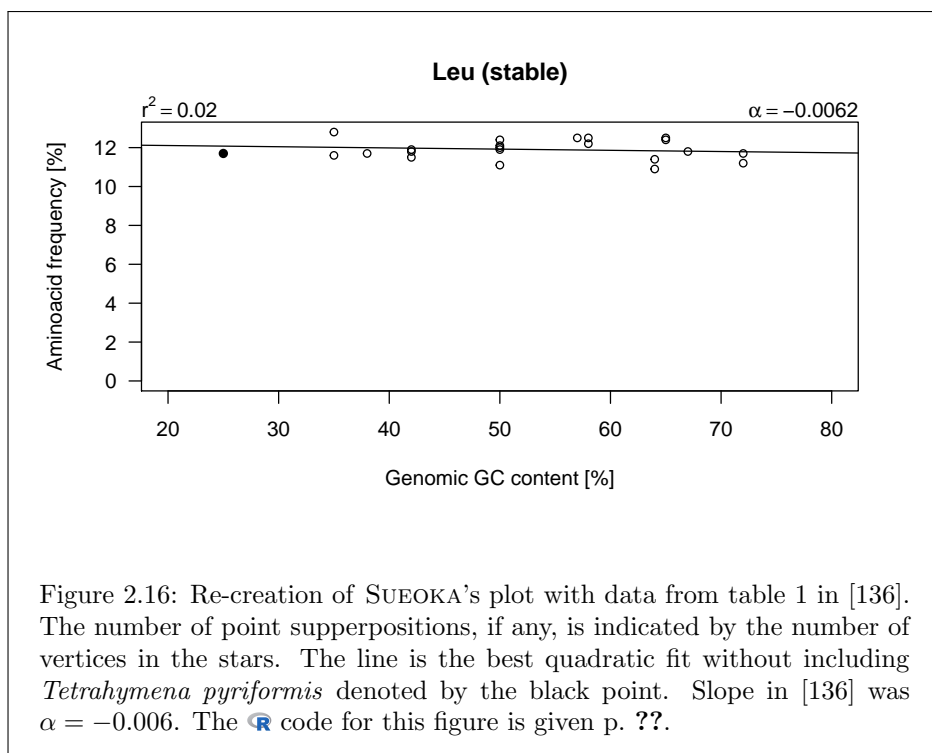 Leu (stable)
r² = 0.02
α = −0.0062
Aminoacid frequency [%]
12
10
8
6
4
2
0
20 30 40 50 60 70 80
Genomic GC content [%]
Figure 2.16: Re-creation of SUEOKA's plot with data from table 1 in [136].
The number of point supperpositions, if any, is indicated by the number of
vertices in the stars. The line is the best quadratic fit without including
Tetrahymena pyriformis denoted by the black point. Slope in [136] was
α = −0.006. The R code for this figure is given p. ??.